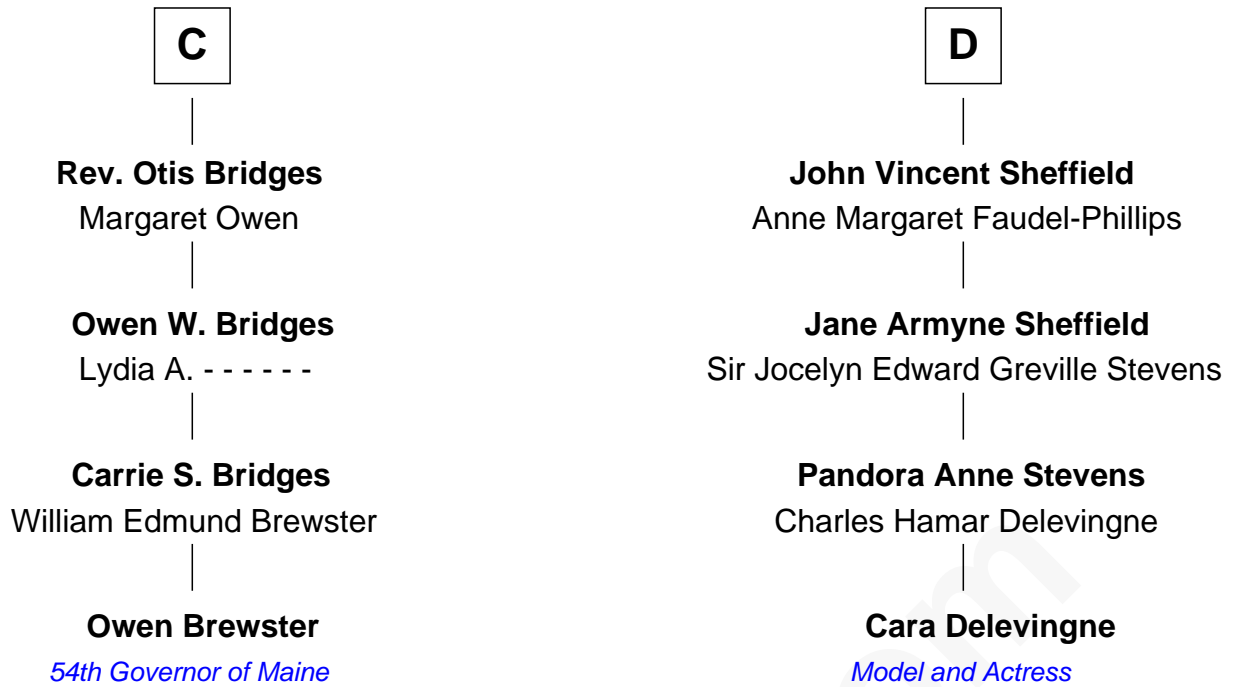 C
Rev. Otis Bridges
Margaret Owen
Owen W. Bridges
Lydia A. - - - - - -
Carrie S. Bridges
William Edmund Brewster
Owen Brewster
54th Governor of Maine
D
John Vincent Sheffield
Anne Margaret Faudel-Phillips
Jane Armyne Sheffield
Sir Jocelyn Edward Greville Stevens
Pandora Anne Stevens
Charles Hamar Delevingne
Cara Delevingne
Model and Actress